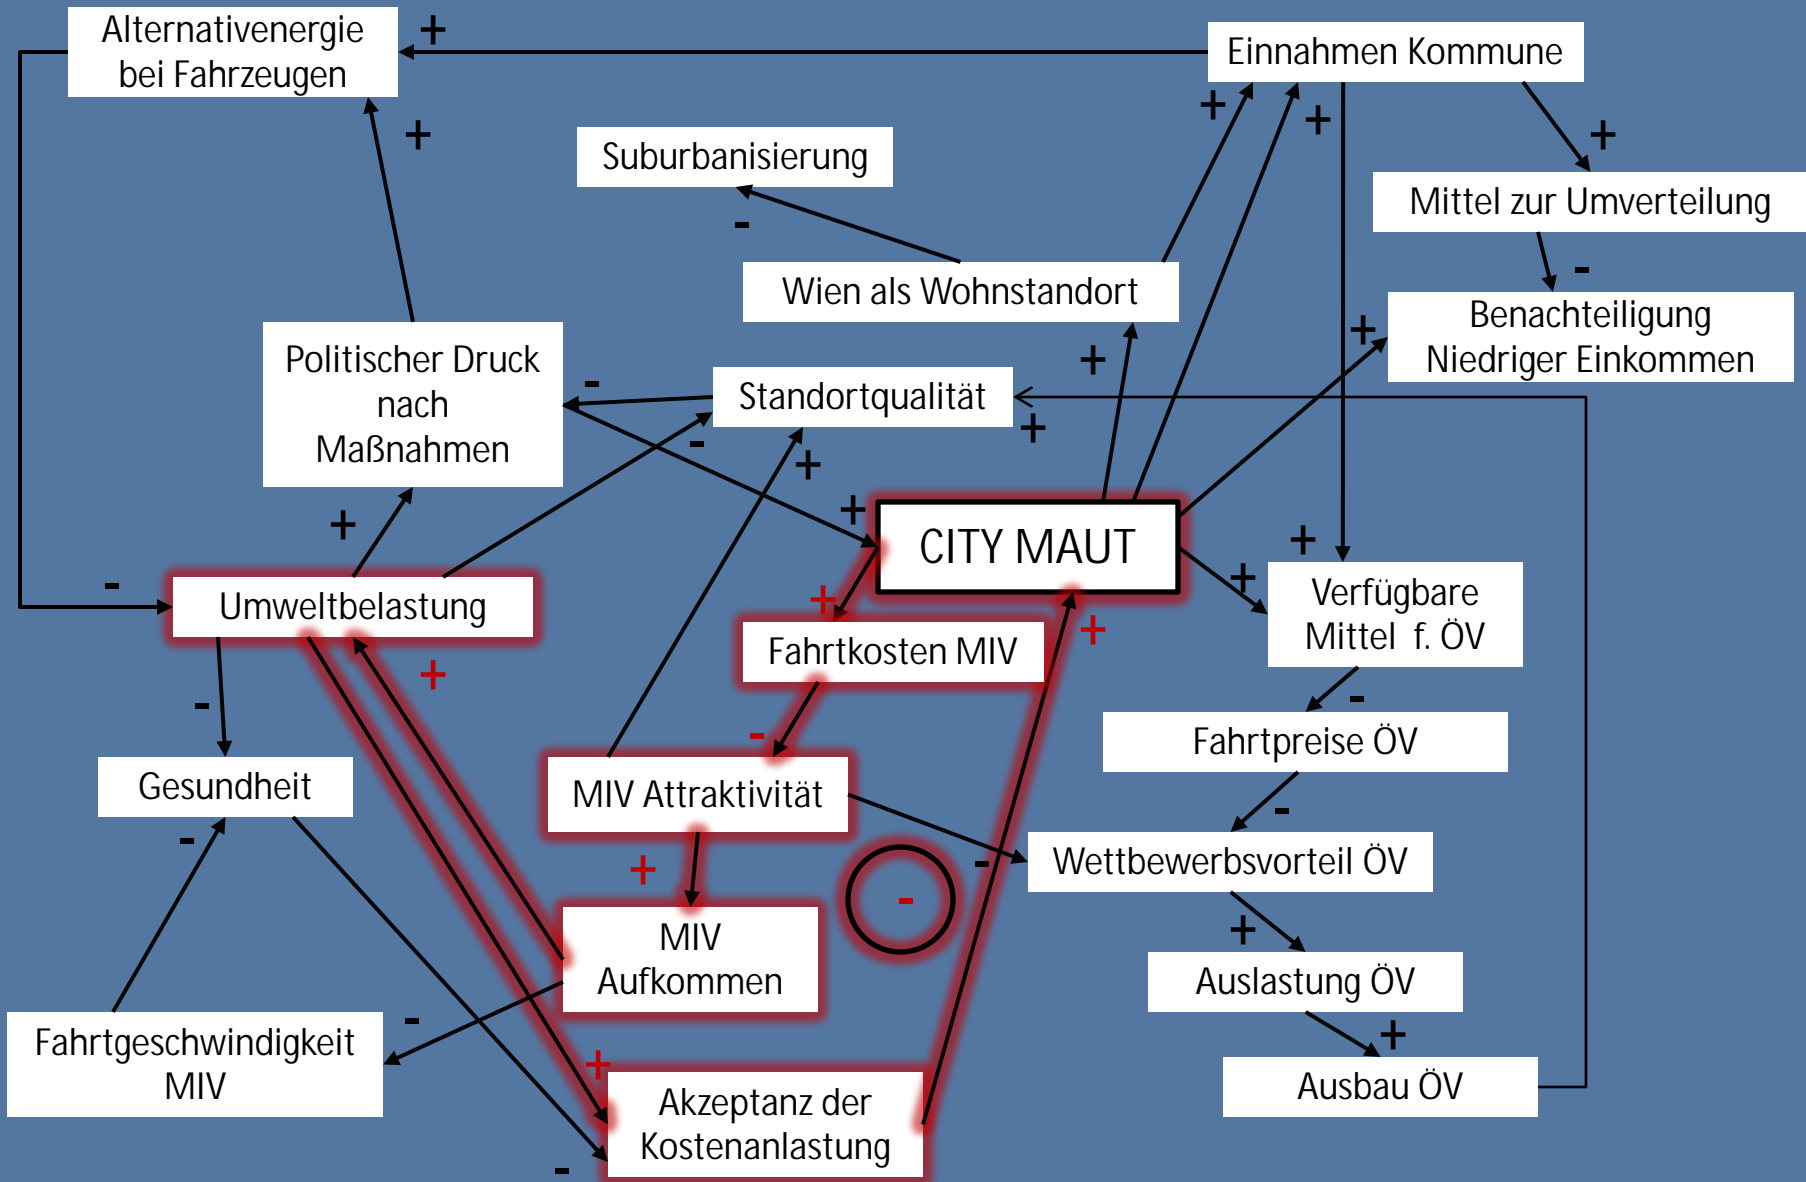 Alternativenergie
bei Fahrzeugen
+
Einnahmen Kommune
+
+
+
+
Suburbanisierung
-
Mittel zur Umverteilung
-
Wien als Wohnstandort
Benachteiligung
Niedriger Einkommen
+
+
Politischer Druck
nach
Maßnahmen
-
Standortqualität
+
-
+
+
+
CITY MAUT
+
+
-
Umweltbelastung
+
Verfügbare
Mittel f. ÖV
+
Fahrtkosten MIV
+
-
-
-
Fahrtpreise ÖV
Gesundheit
MIV Attraktivität
-
-
+
-
-
Wettbewerbsvorteil ÖV
+
MIV
Aufkommen
Auslastung ÖV
-
+
Fahrtgeschwindigkeit
MIV
+
Akzeptanz der
Kostenanlastung
-
Ausbau ÖV